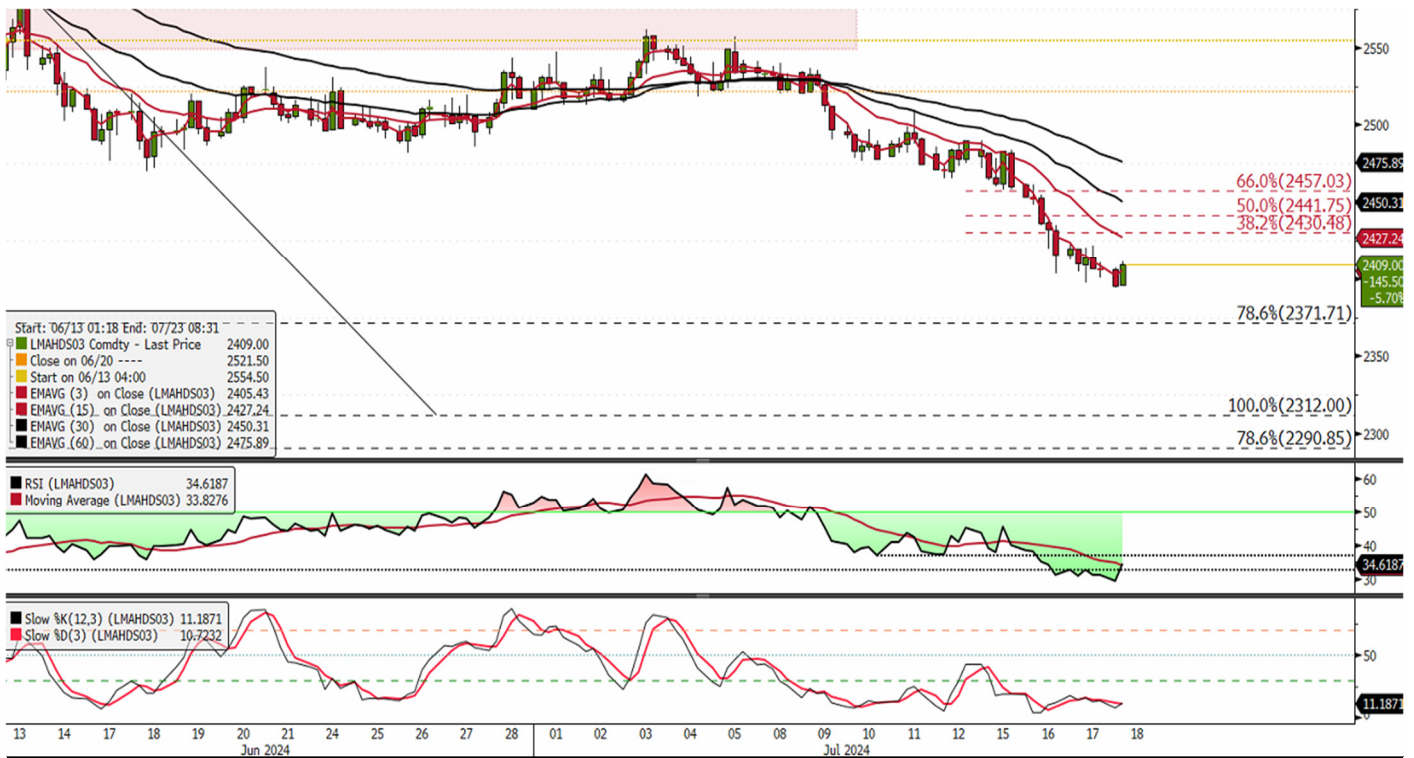 2550
2500
2475.89
66.0%(2457.03)
2450.31
50.0%(2441.75)
38.2%(2430.48)
2427.24
2409.00
-145.50
-5.70%
78.6%(2371.71)
2350
100.0%(2312.00)
2300
78.6%(2290.85)
Start: 06/13 01:18 End: 07/23 08:31
LMAHDS03 Comdty - Last Price 2409.00
Close on 06/20 ---- 2521.50
Start on 06/13 04:00 2554.50
EMAVG (3) on Close (LMAHDS03) 2405.43
EMAVG (15) on Close (LMAHDS03) 2427.24
EMAVG (30) on Close (LMAHDS03) 2450.31
EMAVG (60) on Close (LMAHDS03) 2475.89
RSI (LMAHDS03) 34.6187
Moving Average (LMAHDS03) 33.8276
60
50
40
34.6187
30
Slow %K(12,3) (LMAHDS03) 11.1871
Slow %D(3) (LMAHDS03) 10.7232
50
11.1871
0
13 14 17 18 19 20 21 24 25 26 27 28 01 02 03 05 08 09 10 11 12 15 16 17 18
Jun 2024 Jul 2024